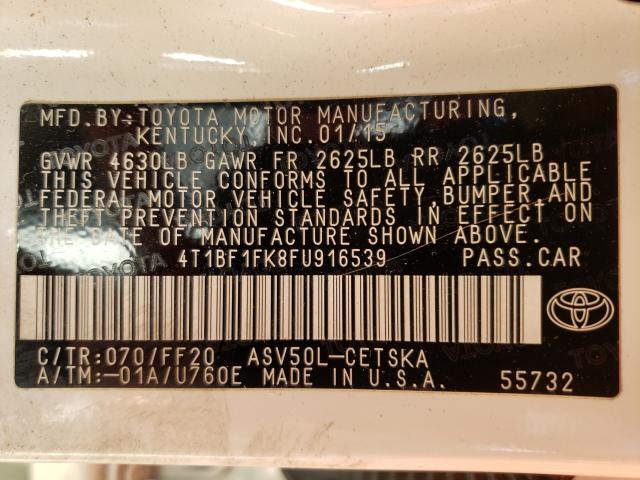 MFD.BY: TOYOTA MOTOR MANUFACTURING,
KENTUCKY, INC. 01/15
GVWR 4630LB GAWR FR 2625LB RR 2625LB
THIS VEHICLE CONFORMS TO ALL APPLICABLE
FEDERAL MOTOR VEHICLE SAFETY, BUMPER, AND
THEFT PREVENTION STANDARDS IN EFFECT ON
THE DATE OF MANUFACTURE SHOWN ABOVE.
4T1BF1FK8FU916539 PASS.CAR
C/TR:070/FF20 ASV50L-CETSKA
A/TM:-01A/U760E MADE IN U.S.A. 55732